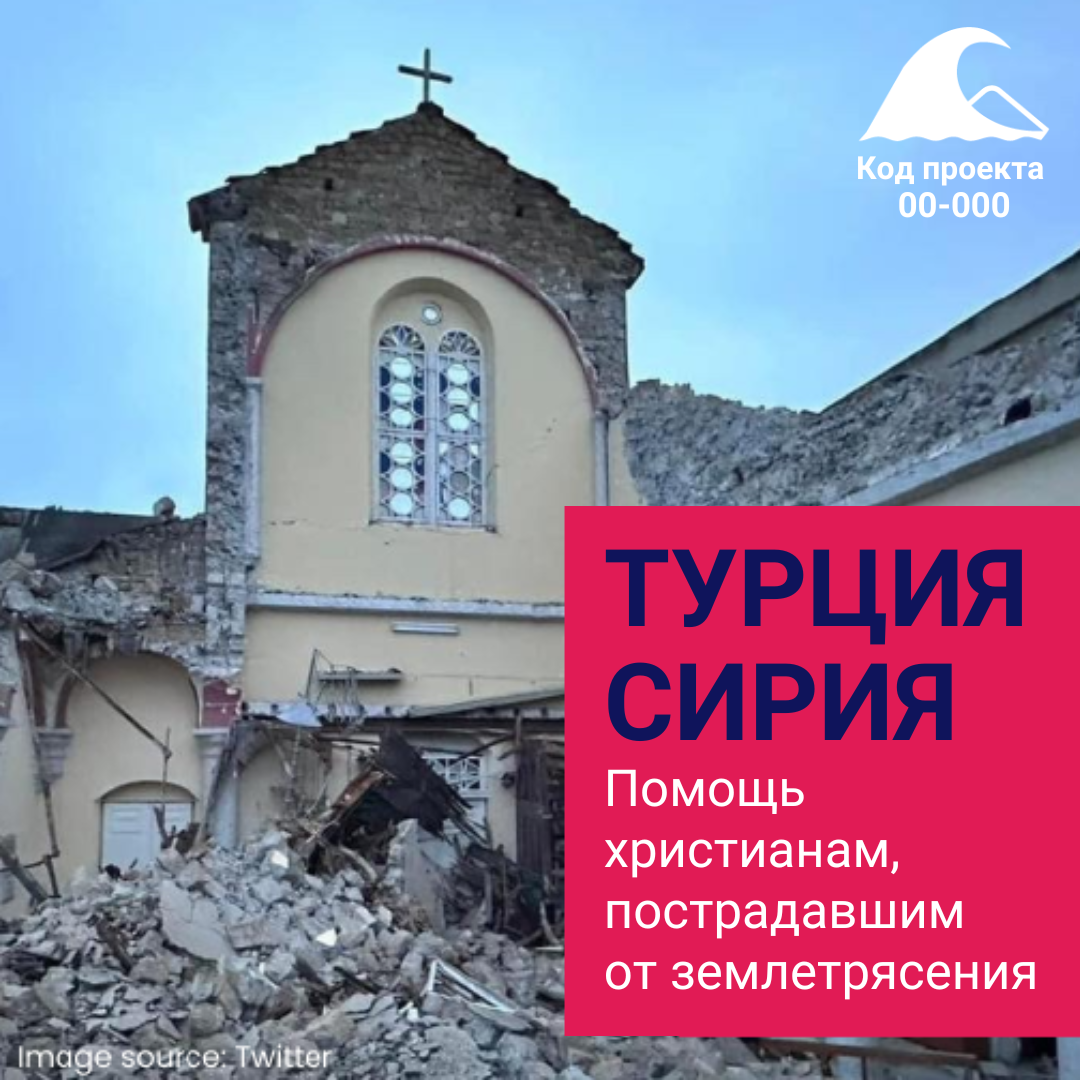 Код проекта
00-000
ТУРЦИЯ
СИРИЯ
Помощь
христианам,
пострадавшим
от землетрясения
Image source: Twitter